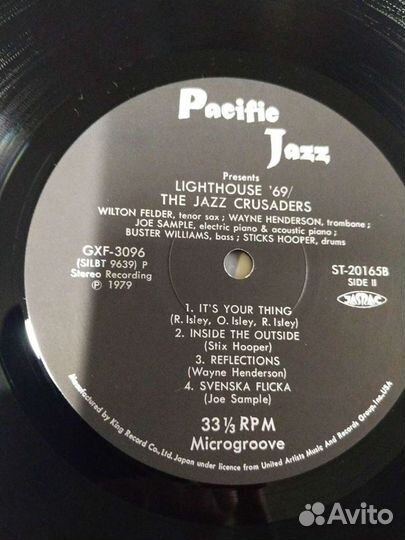 Pacific
Jazz
Presents
LIGHTHOUSE '69/
THE JAZZ CRUSADERS
WILTON FELDER, tenor sax ; WAYNE HENDERSON, trombone ;
JOE SAMPLE, electric piano & acoustic piano ;
BUSTER WILLIAMS, bass ; STICKS HOOPER, drums
GXF-3096
(SILBT 9639) P
Stereo Recording
Ⓟ 1979
ST-20165B
SIDE II
JASRAC
1. IT'S YOUR THING
(R. Isley, O. Isley, R. Isley)
2. INSIDE THE OUTSIDE
(Stix Hooper)
3. REFLECTIONS
(Wayne Henderson)
4. SVENSKA FLICKA
(Joe Sample)
33 1/3 RPM
Microgroove
Manufactured by King Record Co., Ltd. Japan under licence from United Artists Music And Records Group, Inc., USA
Avito